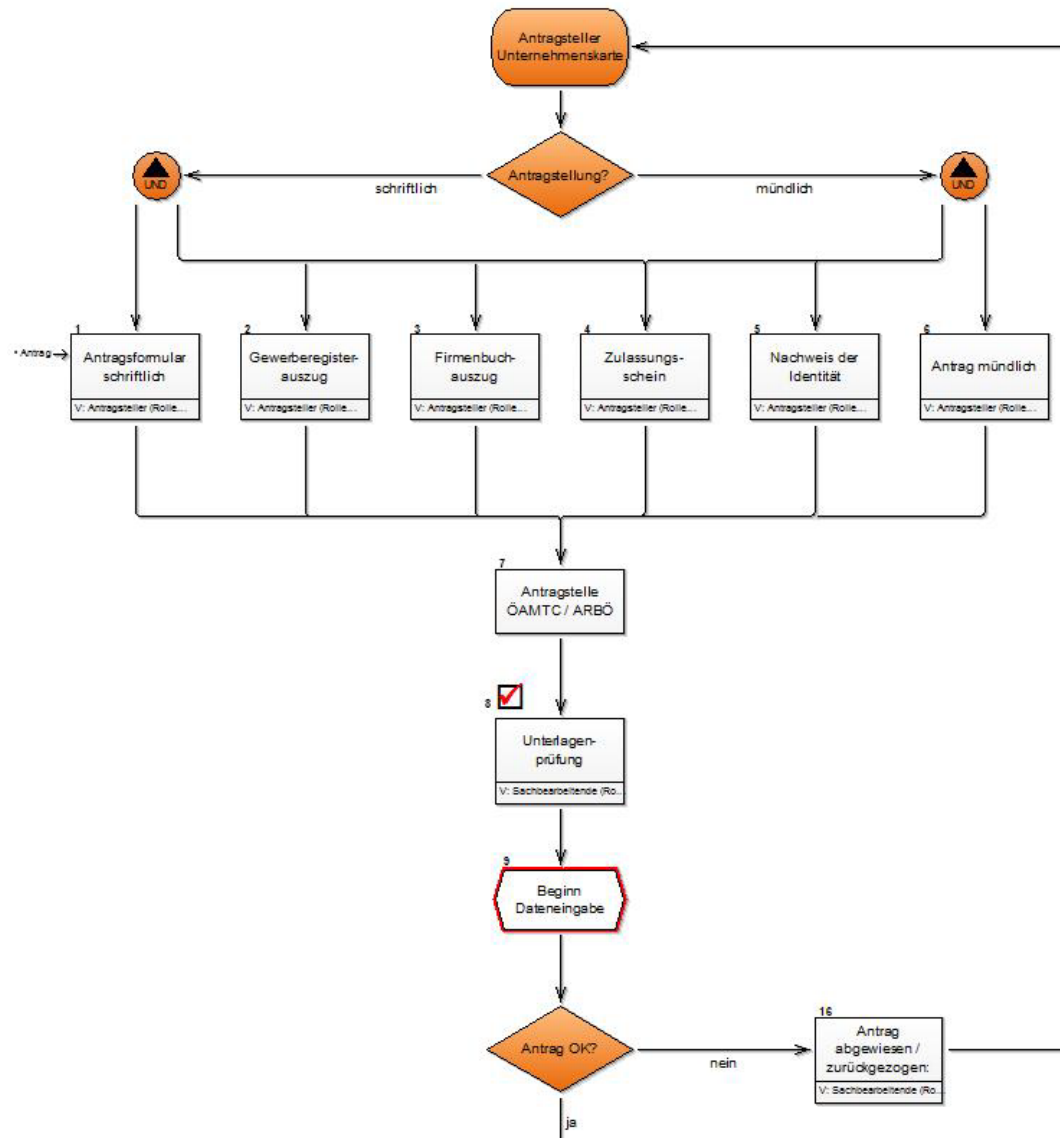 Antragsteller
Unternehmenskarte
Antragstellung?
UND
schriftlich
mündlich
UND
1
2
3
4
5
6
* Antrag
Antragsformular
schriftlich
V: Antragsteller (Rolle...
Gewerberegister-
auszug
V: Antragsteller (Rolle...
Firmenbuch-
auszug
V: Antragsteller (Rolle...
Zulassungs-
schein
V: Antragsteller (Rolle...
Nachweis der
Identität
V: Antragsteller (Rolle...
Antrag mündlich
V: Antragsteller (Rolle...
7
Antragstelle
ÖAMTC / ARBÖ
8
Unterlagen-
prüfung
V: Sachbearbeitende (Ro...
9
Beginn
Dateneingabe
Antrag OK?
nein
ja
16
Antrag
abgewiesen /
zurückgezogen:
V: Sachbearbeitende (Ro...